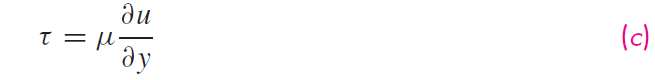 τ = μ ∂u/∂y (c)